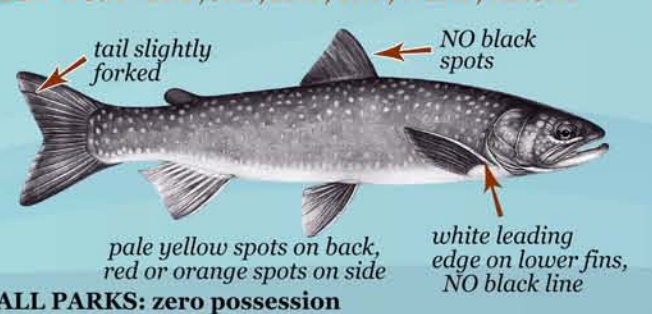 tail slightly
forked
NO black
spots
pale yellow spots on back,
red or orange spots on side
white leading
edge on lower fins,
NO black line
ALL PARKS: zero possession